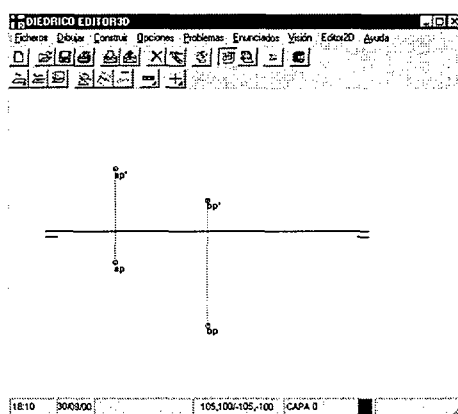 DIEDRICO EDITOR3D
Ficheros Dibujar Construir Opciones Problemas Enunciados Visión Editor2D Ayuda
ap'
bp'
ap
bp
18:10 30/09/00 105,100/-105,-100 CAPA 0